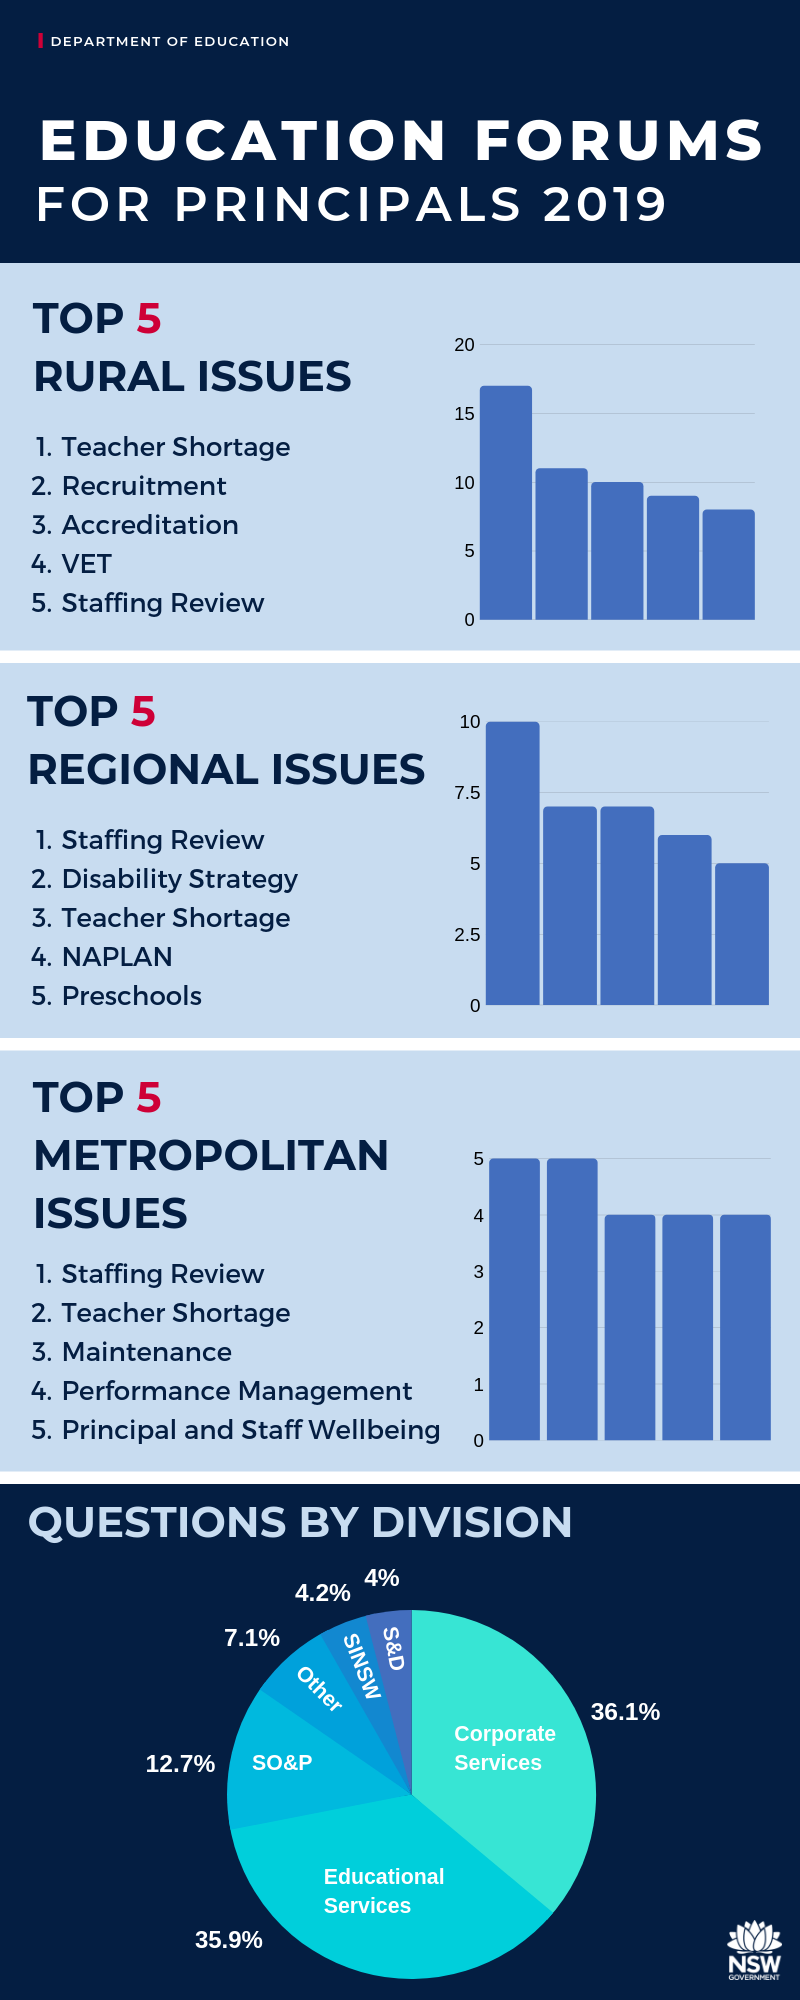 DEPARTMENT OF EDUCATION
EDUCATION FORUMS
FOR PRINCIPALS 2019
TOP 5
RURAL ISSUES
1. Teacher Shortage
2. Recruitment
3. Accreditation
4. VET
5. Staffing Review
20
15
10
5
0
TOP 5
REGIONAL ISSUES
1. Staffing Review
2. Disability Strategy
3. Teacher Shortage
4. NAPLAN
5. Preschools
10
7.5
5
2.5
0
TOP 5
METROPOLITAN
ISSUES
1. Staffing Review
2. Teacher Shortage
3. Maintenance
4. Performance Management
5. Principal and Staff Wellbeing
5
4
3
2
1
0
QUESTIONS BY DIVISION
4%
4.2%
7.1%
S&D
SINSW
Other
36.1%
Corporate
Services
12.7%
SO&P
Educational
Services
35.9%
NSW
GOVERNMENT